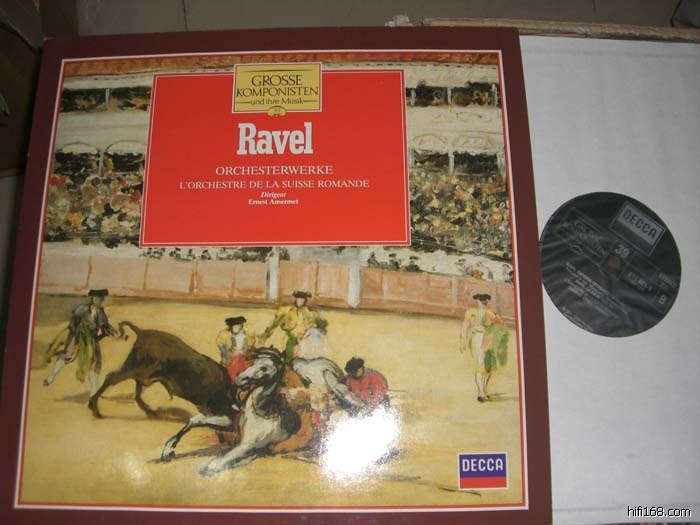 GROSSE
KOMPONISTEN
und ihre Musik
Ravel
ORCHESTERWERKE
L'ORCHESTRE DE LA SUISSE ROMANDE
Dirigent
Ernest Ansermet
DECCA
DECCA
39
B
hifi168.com